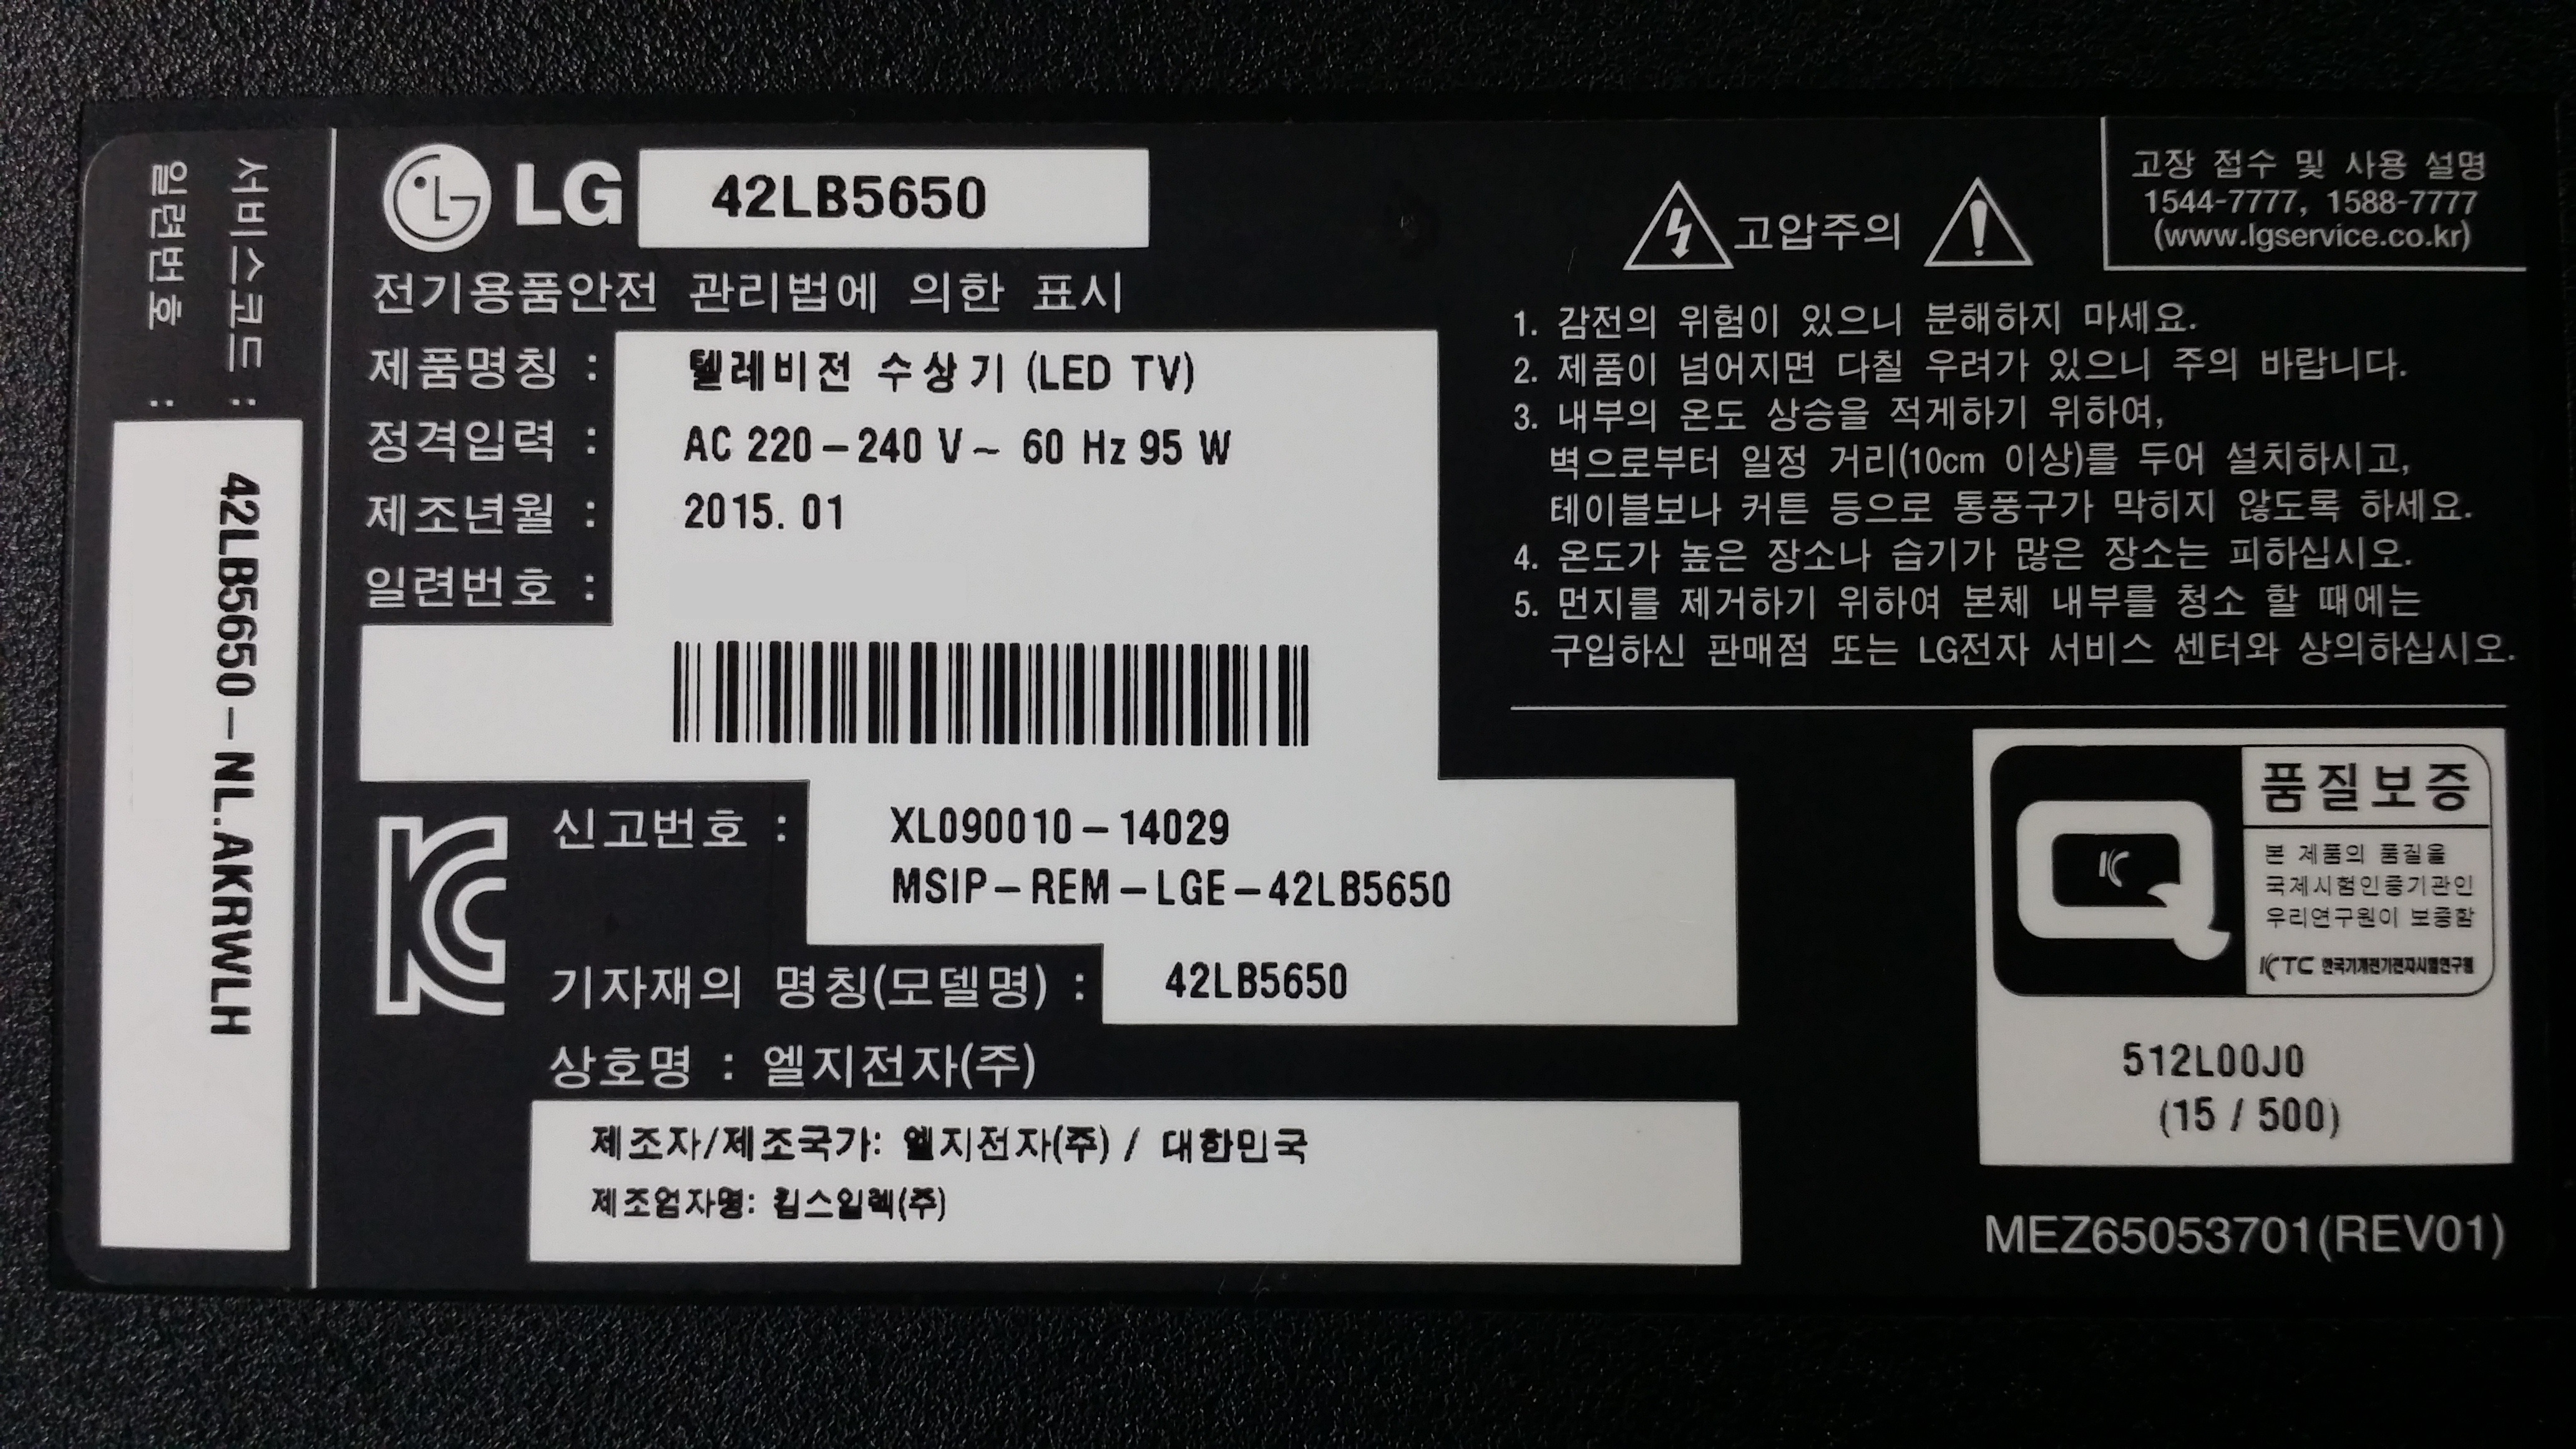 서비스코드 :
일련번호 :
42LB5650-NL.AKRWLH
LG 42LB5650
전기용품안전 관리법에 의한 표시
제품명칭 : 텔레비전 수상기 (LED TV)
정격입력 : AC 220-240 V~ 60 Hz 95 W
제조년월 : 2015. 01
일련번호 :
신고번호 : XL090010-14029
MSIP-REM-LGE-42LB5650
기자재의 명칭(모델명) : 42LB5650
상호명 : 엘지전자(주)
제조자/제조국가: 엘지전자(주) / 대한민국
제조업자명: 킵스일렉(주)
고압주의
고장 접수 및 사용 설명
1544-7777, 1588-7777
(www.lgservice.co.kr)
1. 감전의 위험이 있으니 분해하지 마세요.
2. 제품이 넘어지면 다칠 우려가 있으니 주의 바랍니다.
3. 내부의 온도 상승을 적게하기 위하여,
벽으로부터 일정 거리(10cm 이상)를 두어 설치하시고,
테이블보나 커튼 등으로 통풍구가 막히지 않도록 하세요.
4. 온도가 높은 장소나 습기가 많은 장소는 피하십시오.
5. 먼지를 제거하기 위하여 본체 내부를 청소 할 때에는
구입하신 판매점 또는 LG전자 서비스 센터와 상의하십시오.
품질보증
본 제품의 품질을
국제시험인증기관인
우리연구원이 보증함
KTC 한국기계전기전자시험연구원
512L00J0
(15 / 500)
MEZ65053701(REV01)